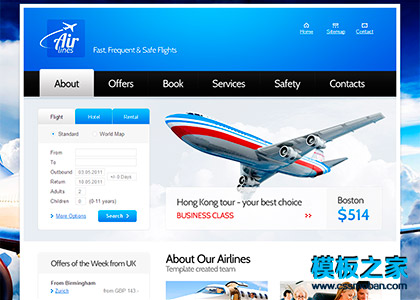 Air
lines
Fast, Frequent & Safe Flights
Home Sitemap Contact
About Offers Book Services Safety Contacts
Flight Hotel Rental
Standard World Map
From
To
Outbound 03.05.2011 +/- 0 Days
Return 10.05.2011
Adults 2
Children 0 (0-11 years)
More Options Search
Hong Kong tour - your best choice
BUSINESS CLASS >>
Boston
$514
Offers of the Week from UK
From Birmingham
Zurich from GBP 143
About Our Airlines
Template created team
模板之家